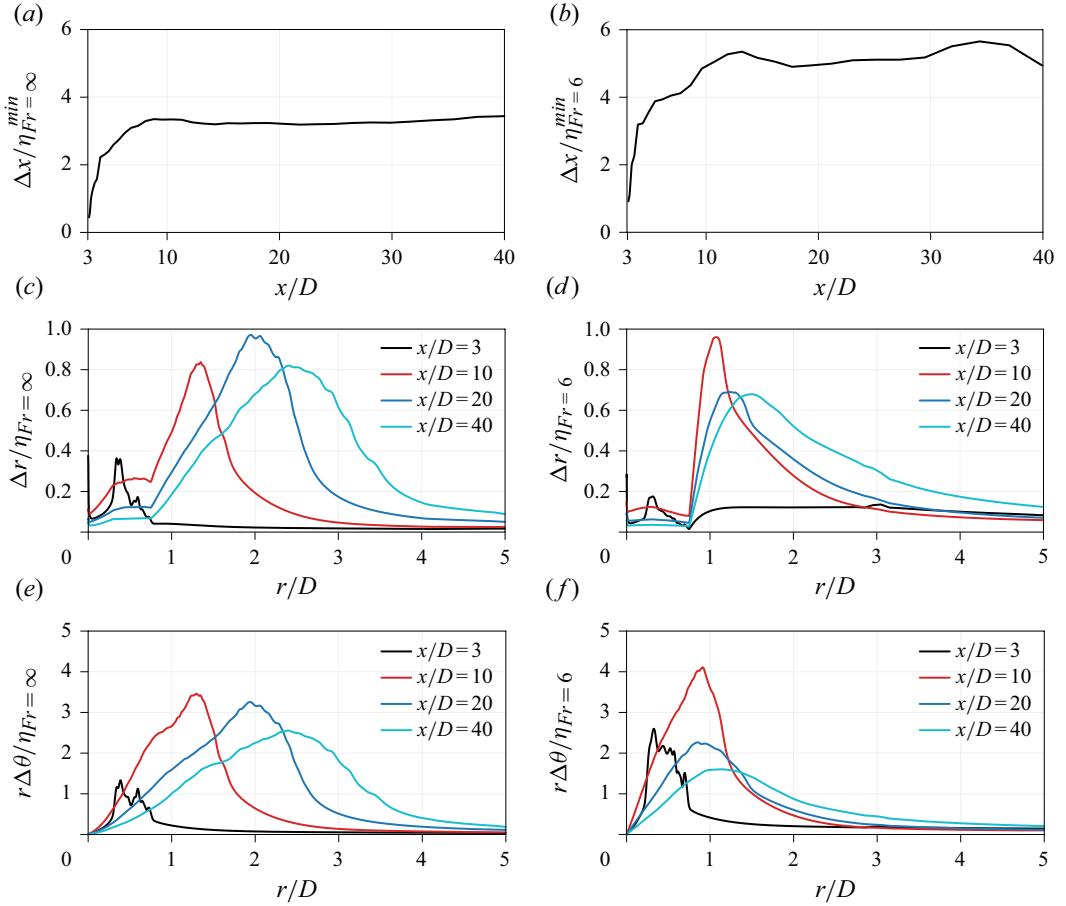 (a)
6
4
2
0
3
10
20
30
40
Δx/η^min_Fr=∞
x/D
(b)
6
4
2
0
3
10
20
30
40
Δx/η^min_Fr=6
x/D
(c)
1.0
0.8
0.6
0.4
0.2
0
1
2
3
4
5
Δr/η_Fr=∞
r/D
x/D=3
x/D=10
x/D=20
x/D=40
(d)
1.0
0.8
0.6
0.4
0.2
0
1
2
3
4
5
Δr/η_Fr=6
r/D
x/D=3
x/D=10
x/D=20
x/D=40
(e)
5
4
3
2
1
0
1
2
3
4
5
rΔθ/η_Fr=∞
r/D
x/D=3
x/D=10
x/D=20
x/D=40
(f)
5
4
3
2
1
0
1
2
3
4
5
rΔθ/η_Fr=6
r/D
x/D=3
x/D=10
x/D=20
x/D=40